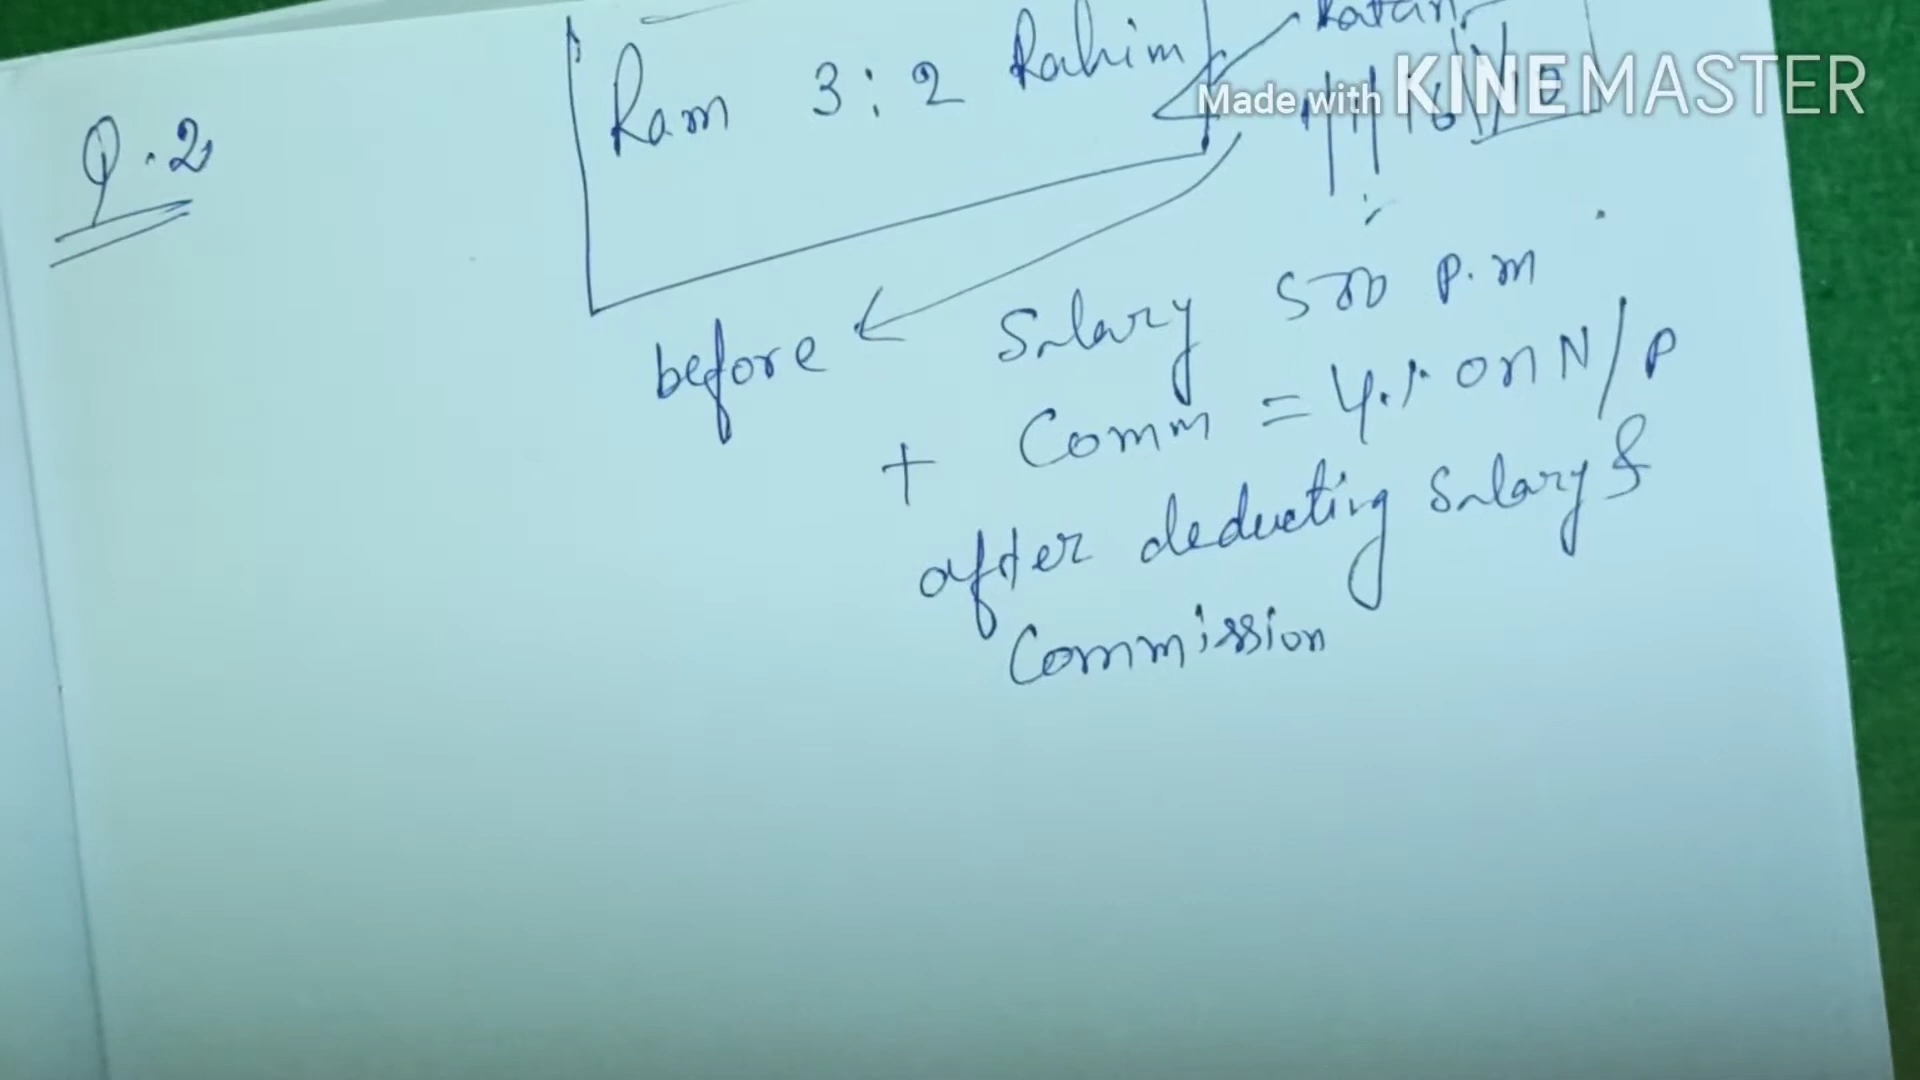 Ram 3:2 Rahim
Made with KINEMASTER
Q.2
before
Salary 500 P.m
+ Comm = 4% on N/P
after deducting Salary &
Commission